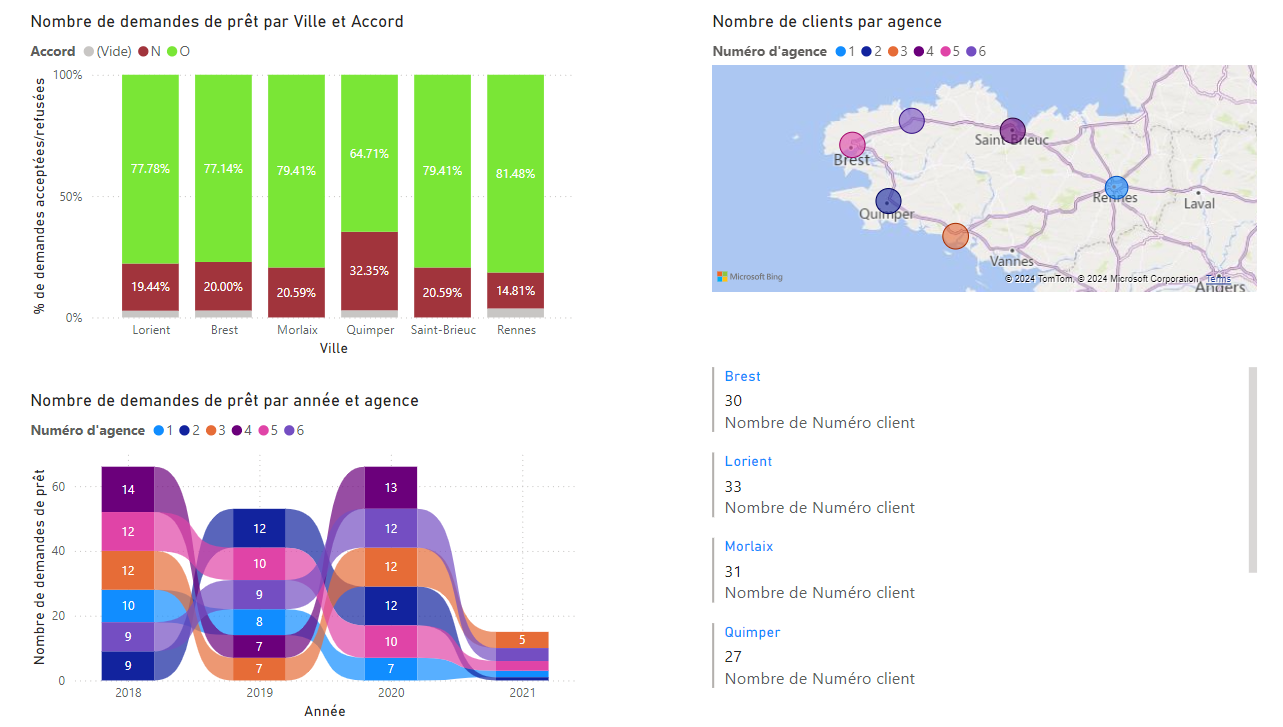 Nombre de demandes de prêt par Ville et Accord
Accord (Vide) N O
% de demandes acceptées/refusées
100%
50%
0%
77.78% 77.14% 79.41% 64.71% 79.41% 81.48%
19.44% 20.00% 20.59% 32.35% 20.59% 14.81%
Lorient Brest Morlaix Quimper Saint-Brieuc Rennes
Ville
Nombre de clients par agence
Numéro d'agence 1 2 3 4 5 6
Saint-Brieuc
Brest
Rennes
Laval
Quimper
Vannes
Angers
Microsoft Bing
© 2024 TomTom, © 2024 Microsoft Corporation, Terms
Nombre de demandes de prêt par année et agence
Numéro d'agence 1 2 3 4 5 6
Nombre de demandes de prêt
60
40
20
0
14
12
12
10
9
9
12
10
9
8
7
7
13
12
12
12
10
7
5
2018 2019 2020 2021
Année
Brest
30
Nombre de Numéro client
Lorient
33
Nombre de Numéro client
Morlaix
31
Nombre de Numéro client
Quimper
27
Nombre de Numéro client